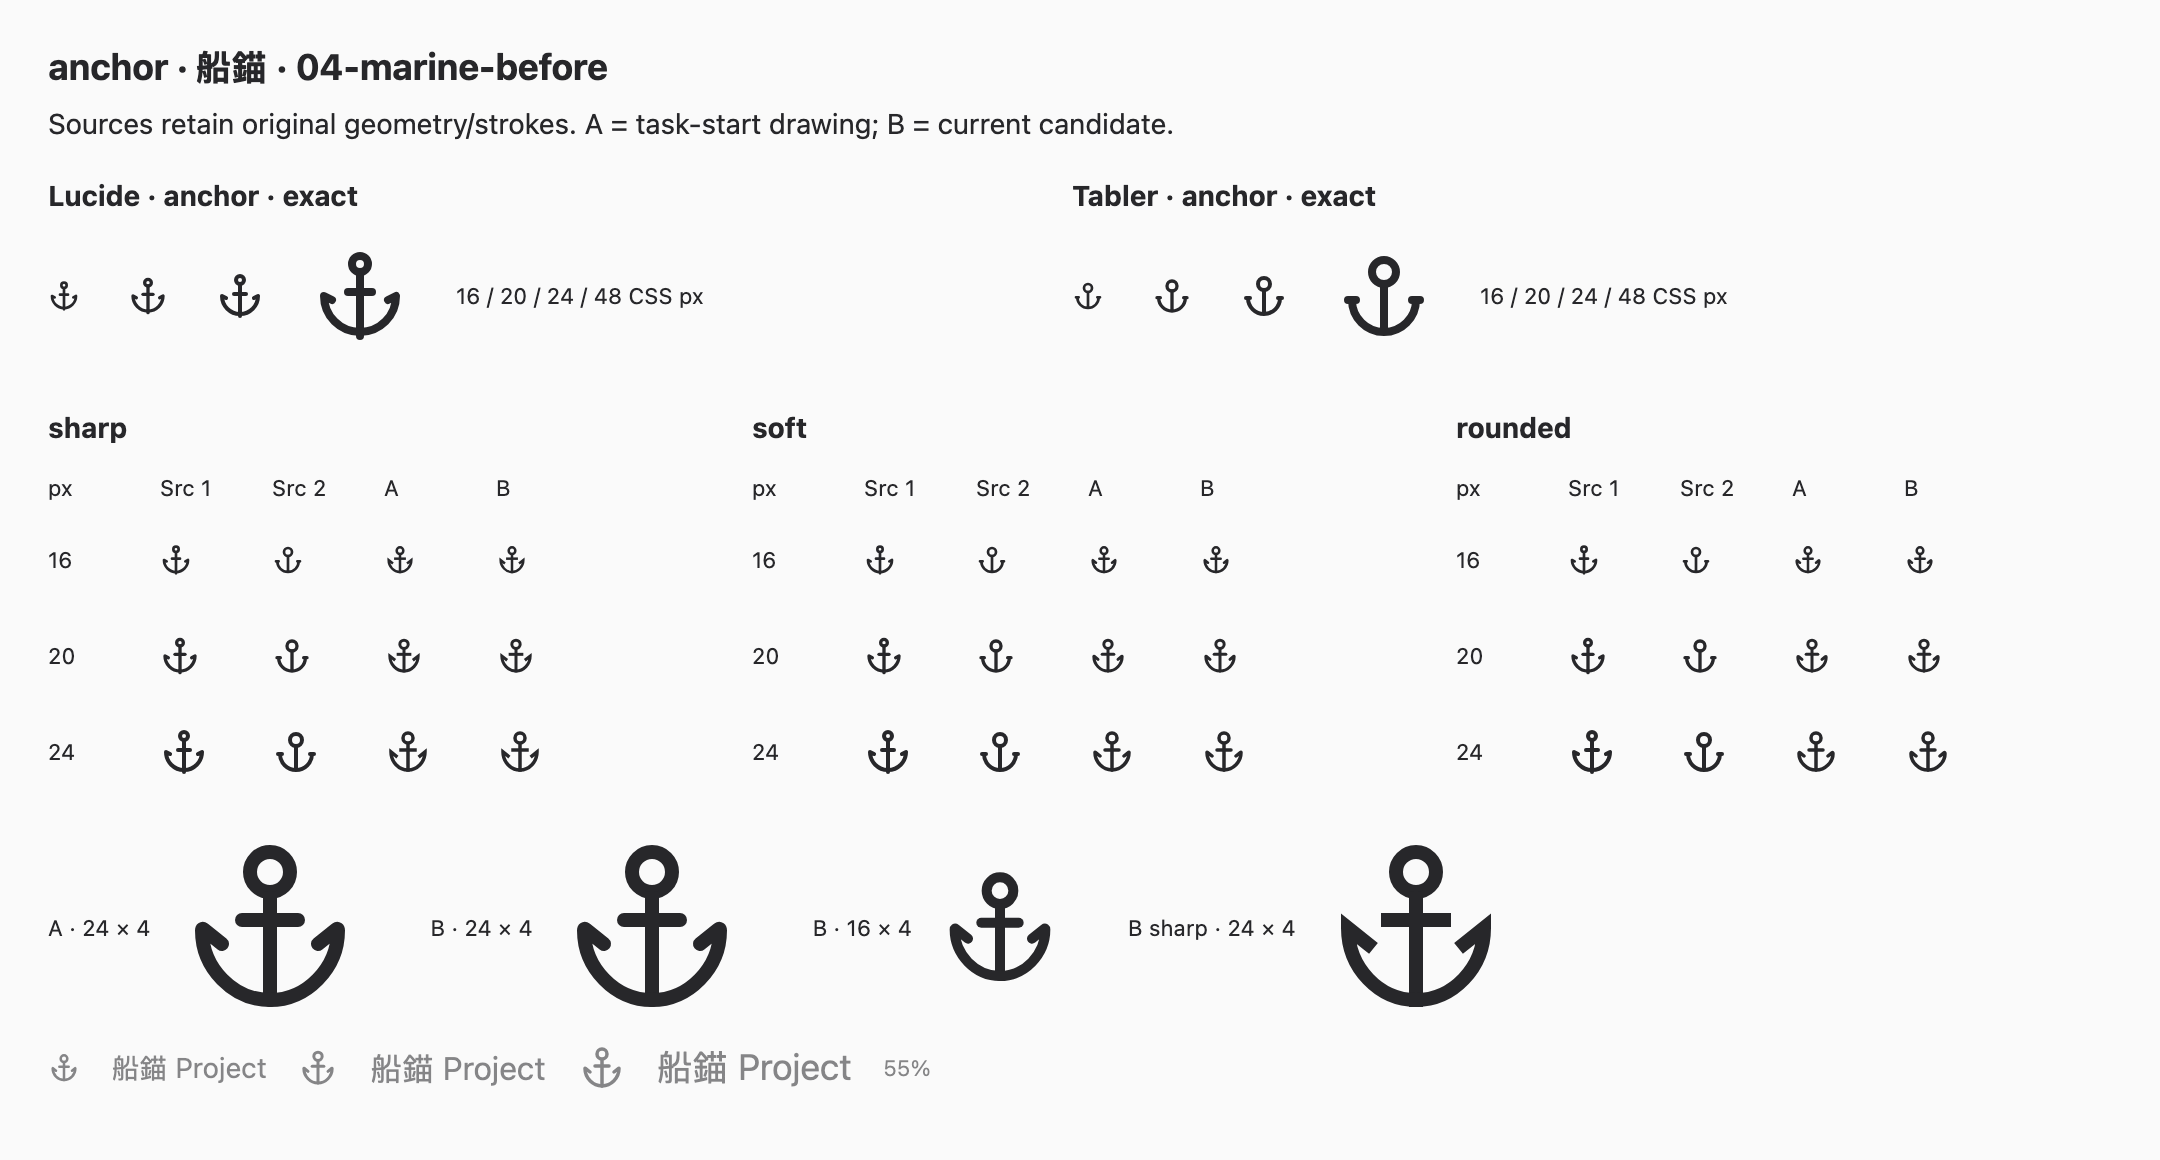 anchor · 船錨 · 04-marine-before
Sources retain original geometry/strokes. A = task-start drawing; B = current candidate.
Lucide · anchor · exact
16 / 20 / 24 / 48 CSS px
Tabler · anchor · exact
16 / 20 / 24 / 48 CSS px
sharp
px Src 1 Src 2 A B
16
20
24
soft
px Src 1 Src 2 A B
16
20
24
rounded
px Src 1 Src 2 A B
16
20
24
A · 24 × 4
B · 24 × 4
B · 16 × 4
B sharp · 24 × 4
船錨 Project 船錨 Project 船錨 Project 55%